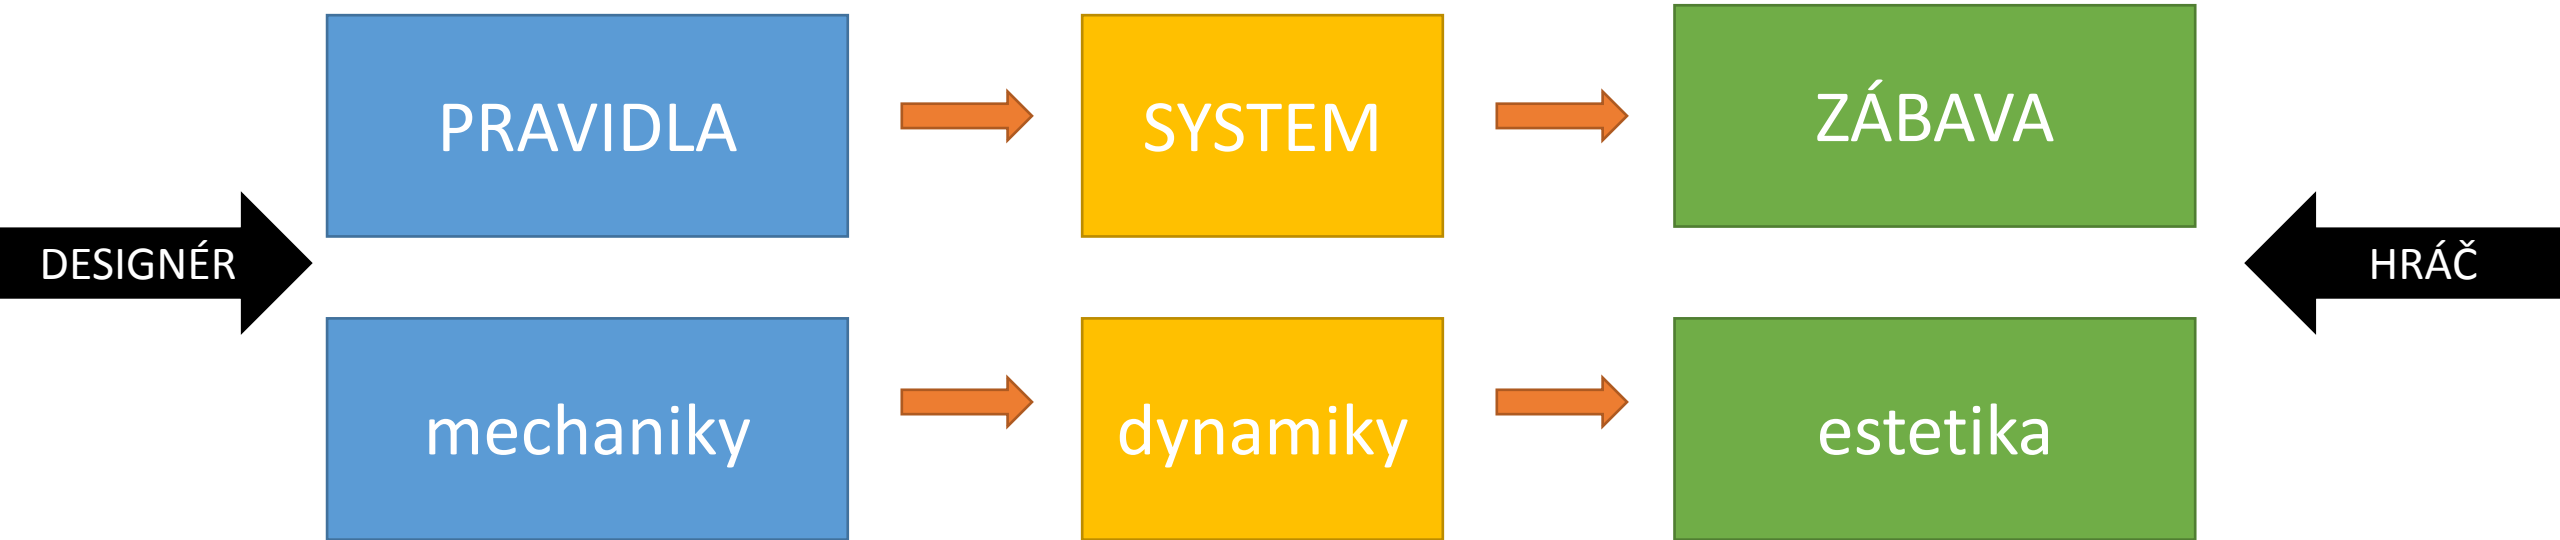 PRAVIDLA
SYSTEM
ZÁBAVA
DESIGNÉR
HRÁČ
mechaniky
dynamiky
estetika